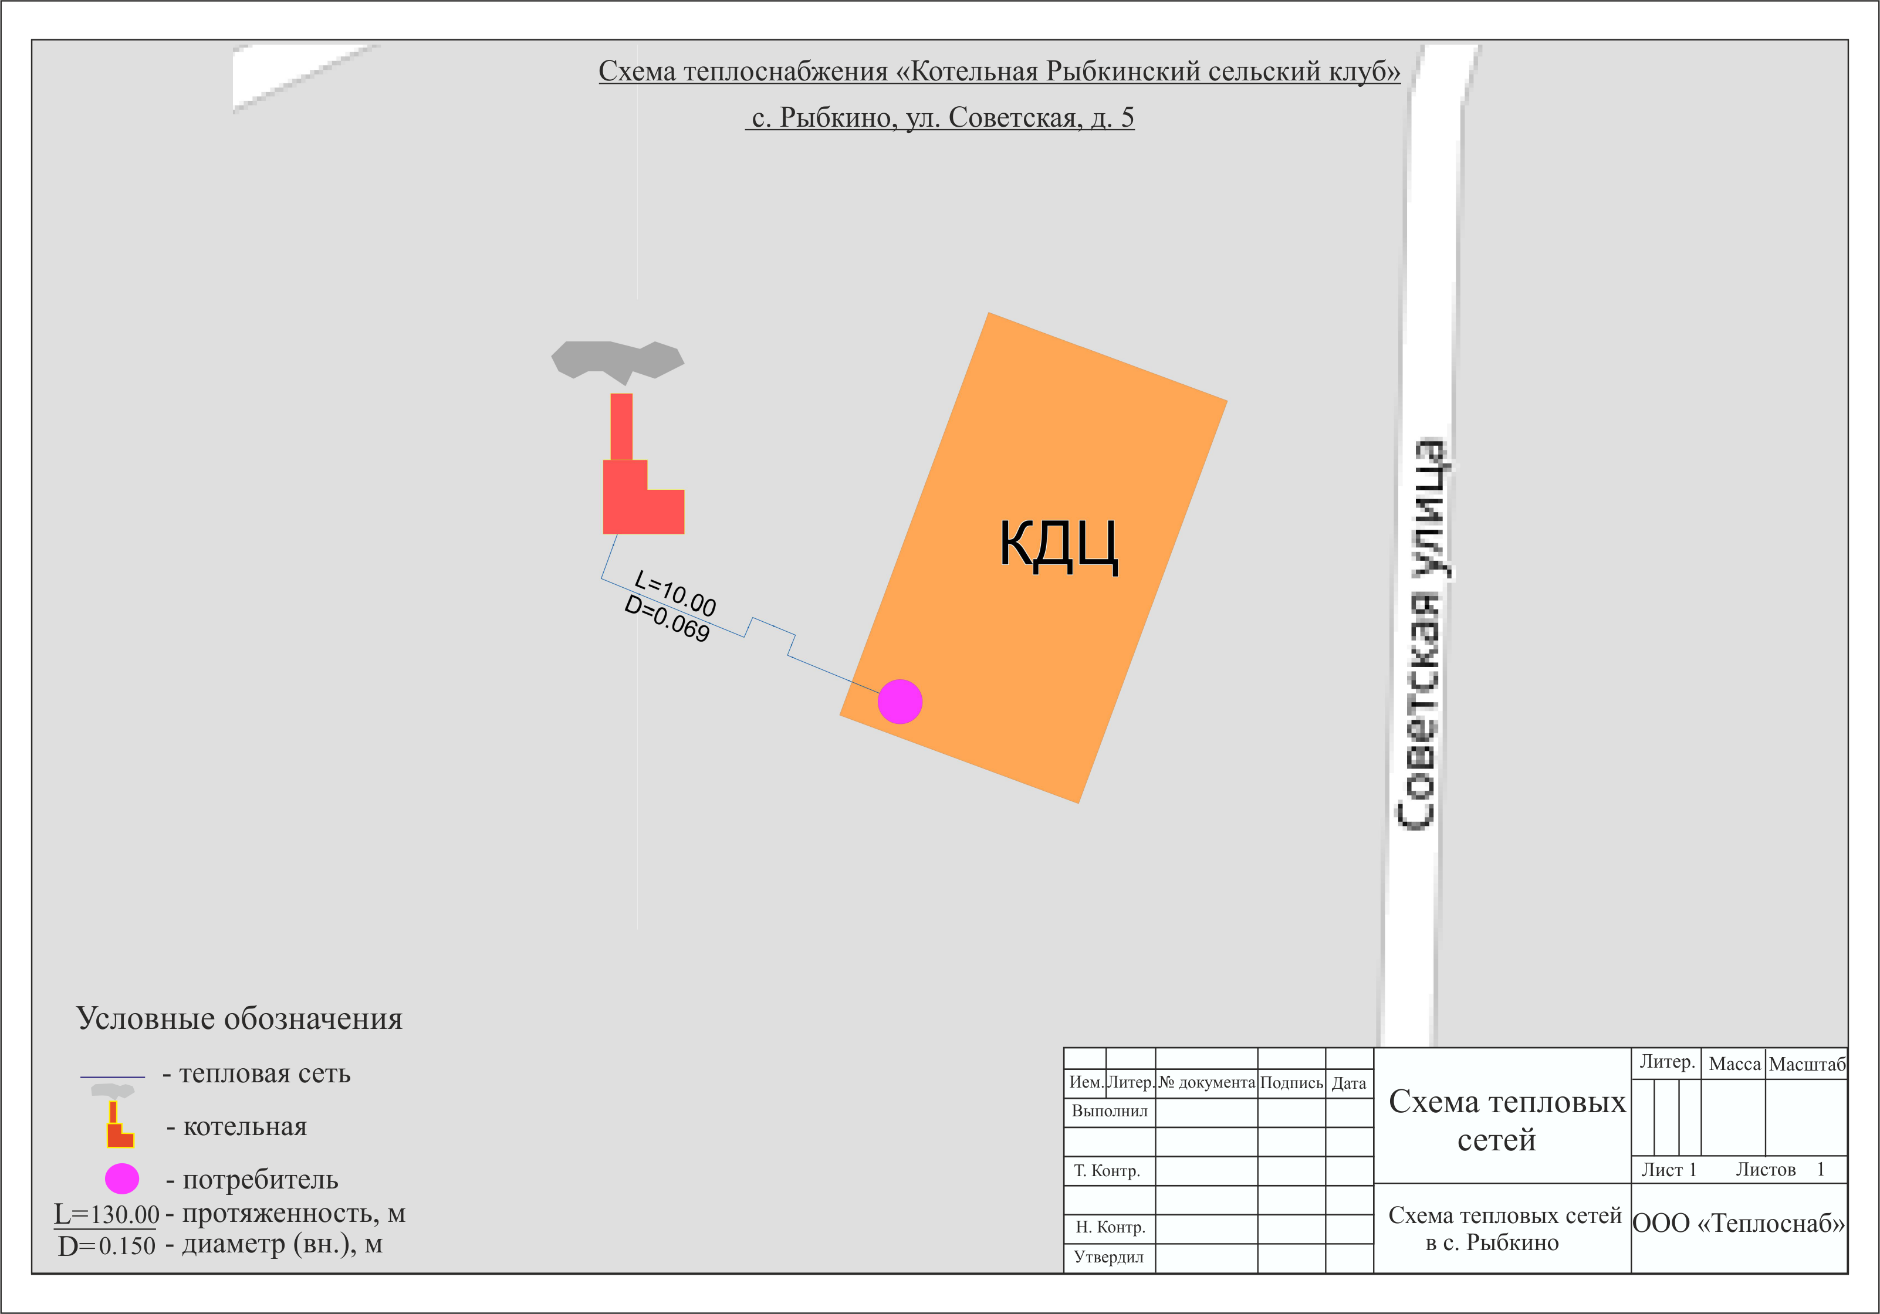 Схема теплоснабжения «Котельная Рыбкинский сельский клуб»
с. Рыбкино, ул. Советская, д. 5
КДЦ
L=10.00
D=0.069
Советская улица
Условные обозначения
- тепловая сеть
- котельная
- потребитель
L=130.00 - протяженность, м
D=0.150 - диаметр (вн.), м
Ием. Литер. № документа Подпись Дата
Выполнил
Т. Контр.
Н. Контр.
Утвердил
Схема тепловых
сетей
Схема тепловых сетей
в с. Рыбкино
Литер. Масса Масштаб
Лист 1 Листов 1
ООО «Теплоснаб»